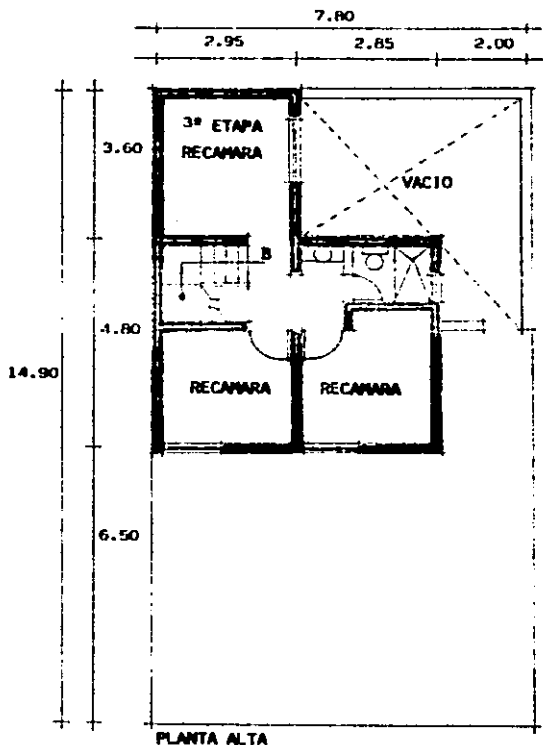 7.80
2.95 2.85 2.00
3ª ETAPA
RECAMARA
3.60
VACIO
B
4.80
14.90
RECAMARA RECAMARA
6.50
PLANTA ALTA